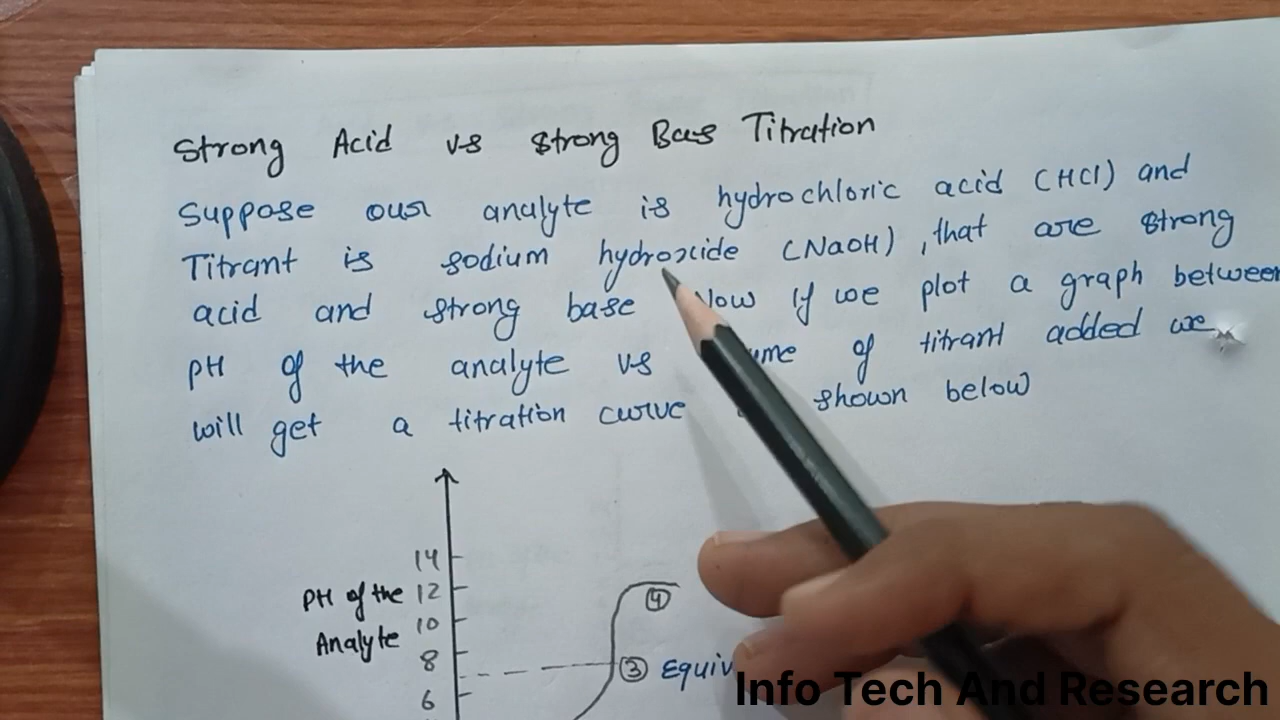 Strong Acid vs strong Bas Titration
Suppose our analyte is hydrochloric acid (HCl) and
Titrant is sodium hydroxide (NaOH), that are strong
acid and strong base Now if we plot a graph between
pH of the analyte vs ume of titrant added we
will get a titration curve shown below
14
PH of the 12
Analyte 10
8
6
④
③ Equiv
Info Tech And Research